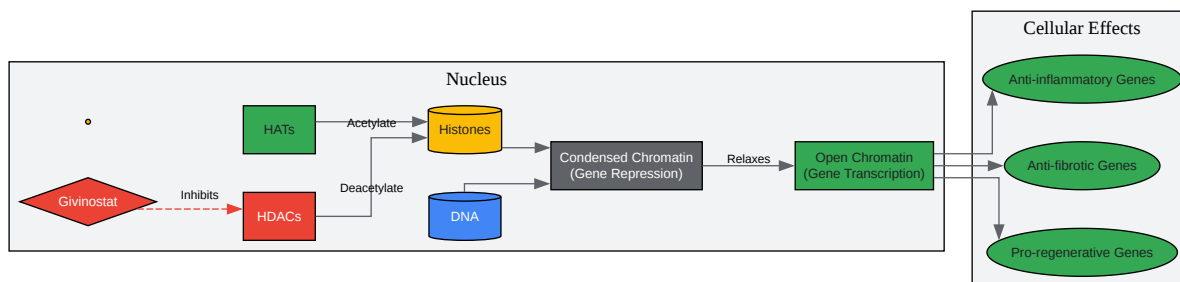 Cellular Effects
Nucleus
Anti-inflammatory Genes
HATs
Acetylate
Histones
Condensed Chromatin
(Gene Repression)
Relaxes
Open Chromatin
(Gene Transcription)
Anti-fibrotic Genes
Givinostat
Inhibits
HDACs
Deacetylate
DNA
Pro-regenerative Genes